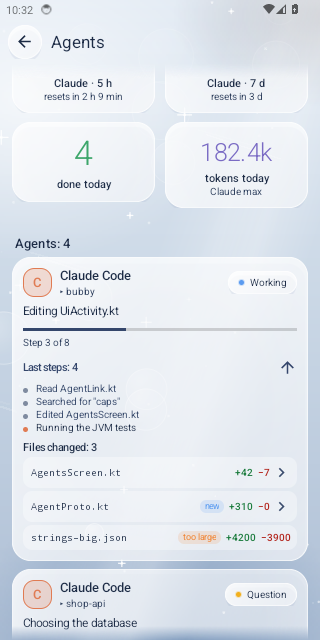 10:32
Agents
Claude · 5 h
resets in 2 h 9 min
Claude · 7 d
resets in 3 d
4
done today
182.4k
tokens today
Claude max
Agents: 4
C
Claude Code
▸ bubby
Working
Editing UiActivity.kt
Step 3 of 8
Last steps: 4
Read AgentLink.kt
Searched for "caps"
Edited AgentsScreen.kt
Running the JVM tests
Files changed: 3
AgentsScreen.kt +42 −7
AgentProto.kt new +310 −0
strings-big.json too large +4200 −3900
C
Claude Code
▸ shop-api
Question
Choosing the database